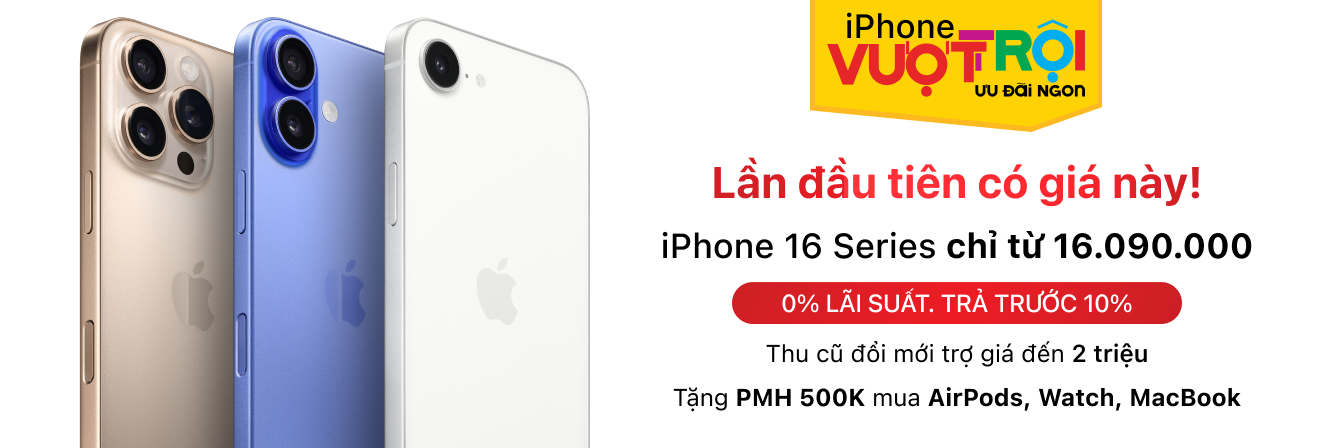 iPhone
VƯỢT TRỘI
ƯU ĐÃI NGON
Lần đầu tiên có giá này!
iPhone 16 Series chỉ từ 16.090.000
0% LÃI SUẤT. TRẢ TRƯỚC 10%
Thu cũ đổi mới trợ giá đến 2 triệu
Tặng PMH 500K mua AirPods, Watch, MacBook